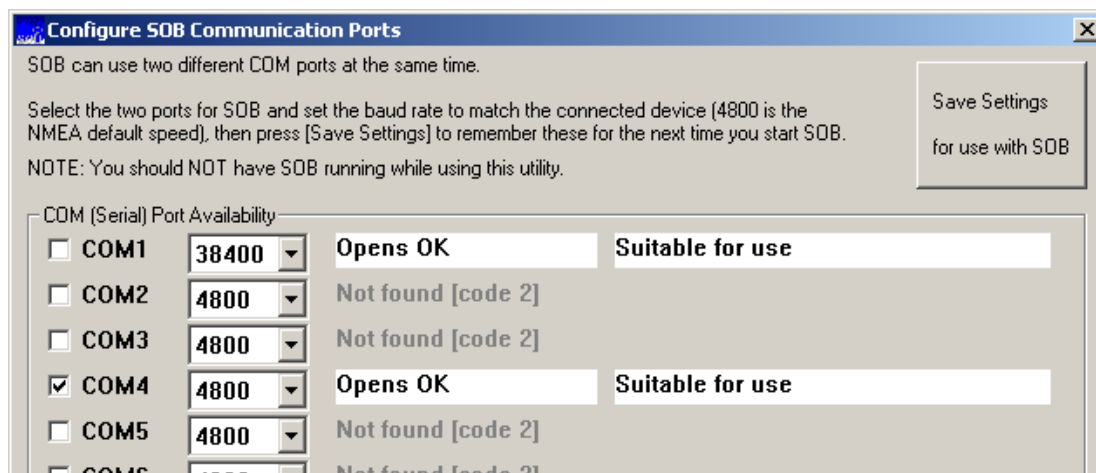 Configure SOB Communication Ports
SOB can use two different COM ports at the same time.
Select the two ports for SOB and set the baud rate to match the connected device (4800 is the
NMEA default speed), then press [Save Settings] to remember these for the next time you start SOB.
NOTE: You should NOT have SOB running while using this utility.
Save Settings
for use with SOB
COM (Serial) Port Availability
COM1 38400 Opens OK Suitable for use
COM2 4800 Not found [code 2]
COM3 4800 Not found [code 2]
COM4 4800 Opens OK Suitable for use
COM5 4800 Not found [code 2]